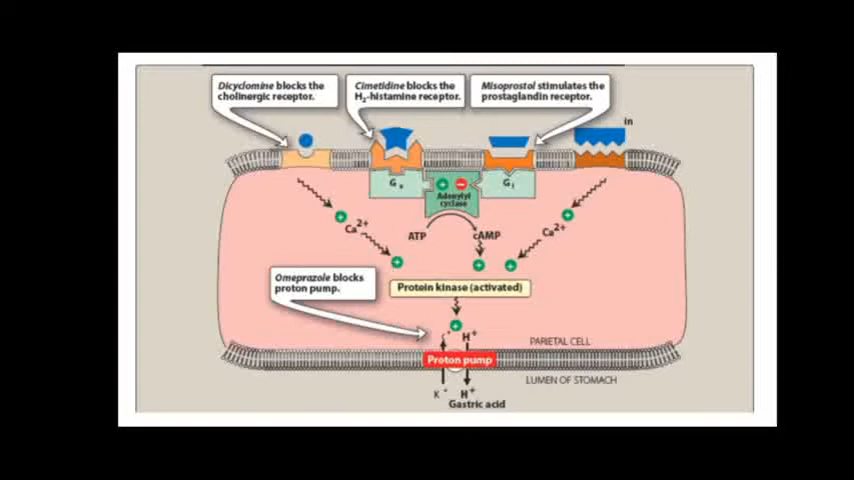 Dicyclomine blocks the
cholinergic receptor.
Cimetidine blocks the
H2-histamine receptor.
Misoprostol stimulates the
prostaglandin receptor.
in
Gs
+
−
Gi
Adenylyl
cyclase
+
Ca2+
ATP
cAMP
+
Ca2+
+
+
+
Omeprazole blocks
proton pump.
Protein kinase (activated)
+
H+
PARIETAL CELL
Proton pump
LUMEN OF STOMACH
K+
H+
Gastric acid